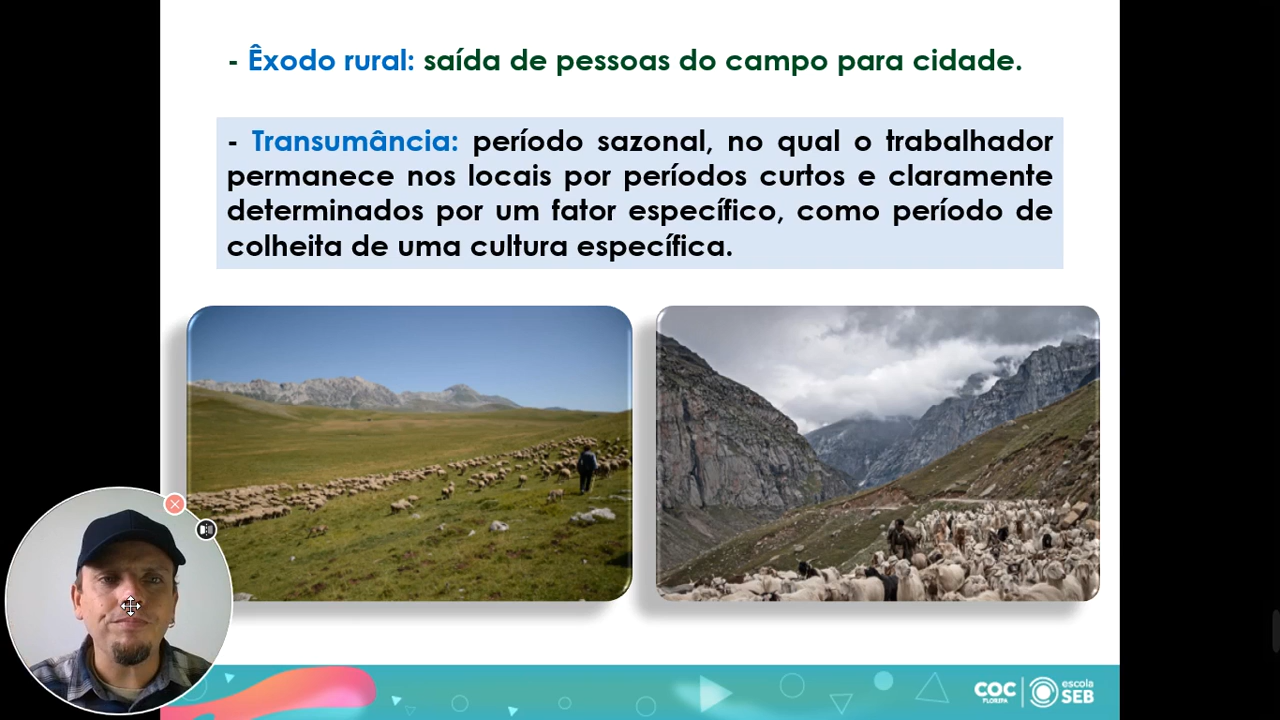 - Êxodo rural: saída de pessoas do campo para cidade.
- Transumância: período sazonal, no qual o trabalhador
permanece nos locais por períodos curtos e claramente
determinados por um fator específico, como período de
colheita de uma cultura específica.
COC
FLORIPA
escola
SEB